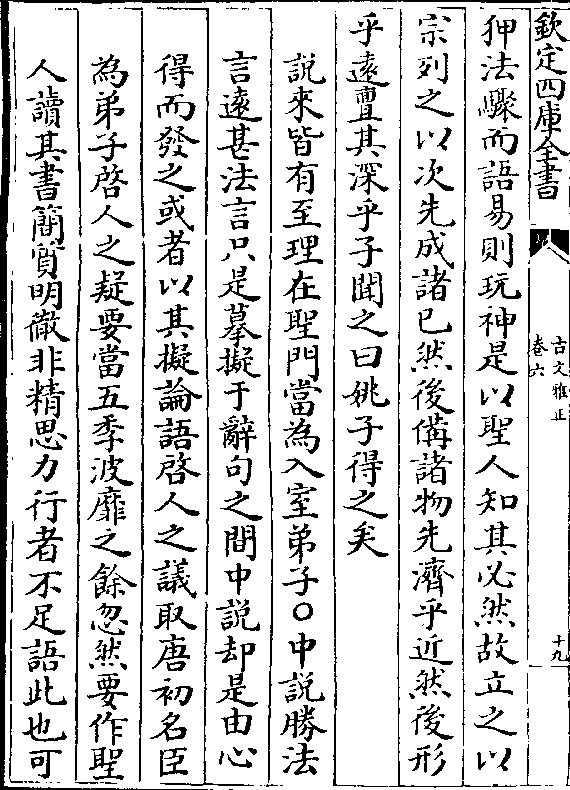 欽定四庫全書
古文雅正
卷六
十九
狎法驟而語易則玩神是以聖人知其必然故立之以
宗列之以次先成諸已然後備諸物先濟乎近然後形
乎遠亶其深乎子聞之曰姚子得之矣
說來皆有至理在聖門當為入室弟子○中說勝法
言遠甚法言只是摹擬于辭句之間中說却是由心
得而發之或者以其擬論語啓人之議取唐初名臣
為弟子啓人之疑要當五季波靡之餘忽然要作聖
人讀其書簡質明徹非精思力行者不足語此也可